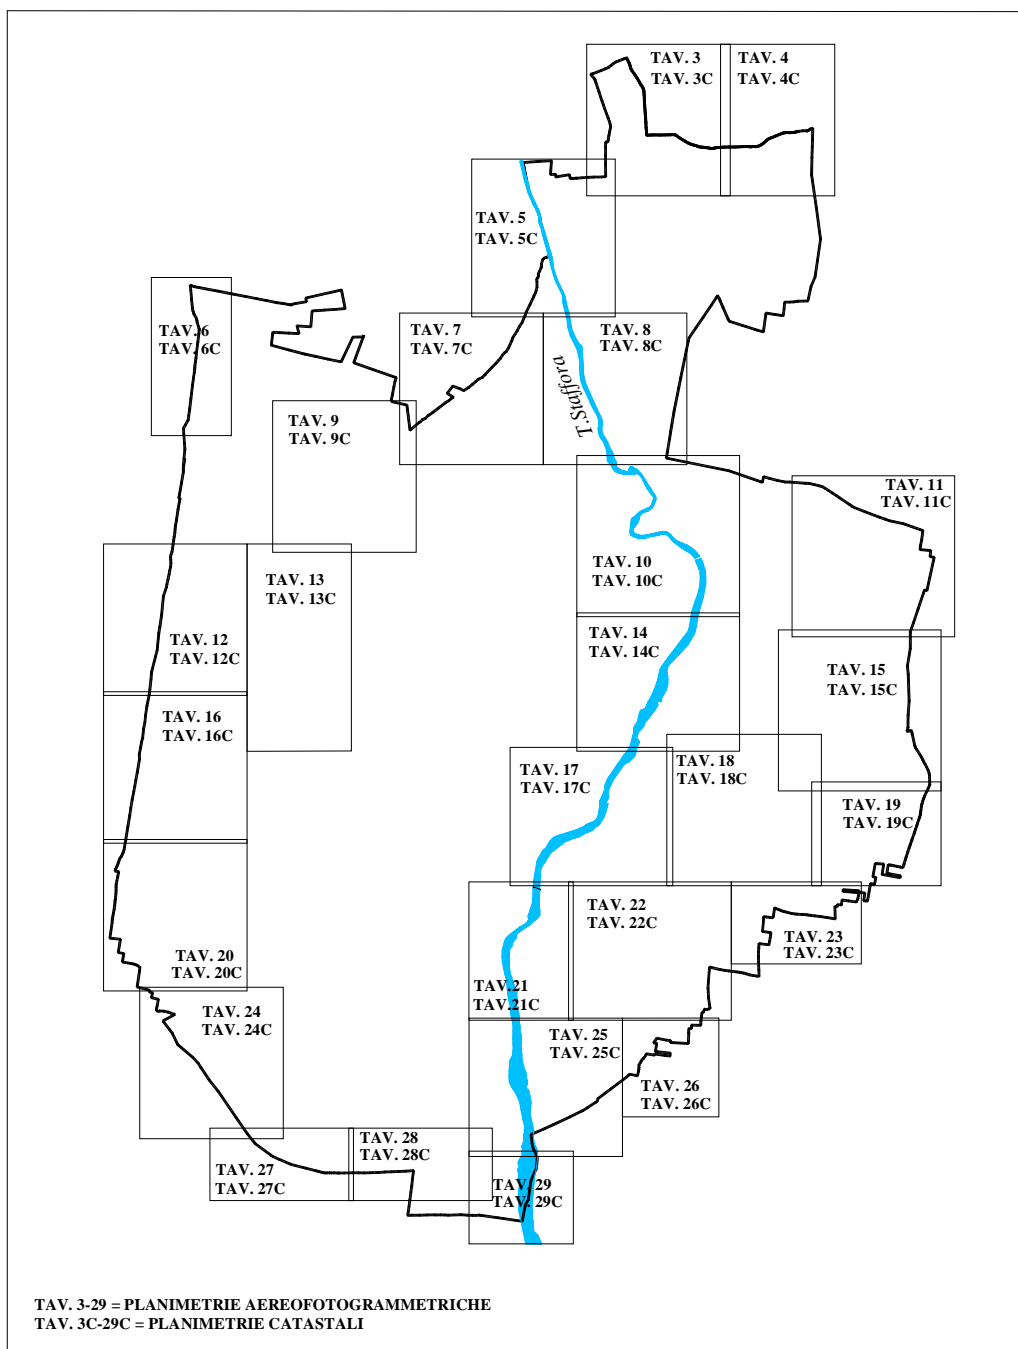 TAV. 3
TAV. 3C
TAV. 4
TAV. 4C
TAV. 5
TAV. 5C
TAV. 6
TAV. 6C
TAV. 7
TAV. 7C
TAV. 8
TAV. 8C
T.Staffora
TAV. 9
TAV. 9C
TAV. 11
TAV. 11C
TAV. 10
TAV. 10C
TAV. 13
TAV. 13C
TAV. 12
TAV. 12C
TAV. 14
TAV. 14C
TAV. 15
TAV. 15C
TAV. 16
TAV. 16C
TAV. 17
TAV. 17C
TAV. 18
TAV. 18C
TAV. 19
TAV. 19C
TAV. 20
TAV. 20C
TAV.21
TAV.21C
TAV. 22
TAV. 22C
TAV. 23
TAV. 23C
TAV. 24
TAV. 24C
TAV. 25
TAV. 25C
TAV. 26
TAV. 26C
TAV. 27
TAV. 27C
TAV. 28
TAV. 28C
TAV. 29
TAV. 29C
TAV. 3-29 = PLANIMETRIE AEREOFOTOGRAMMETRICHE
TAV. 3C-29C = PLANIMETRIE CATASTALI